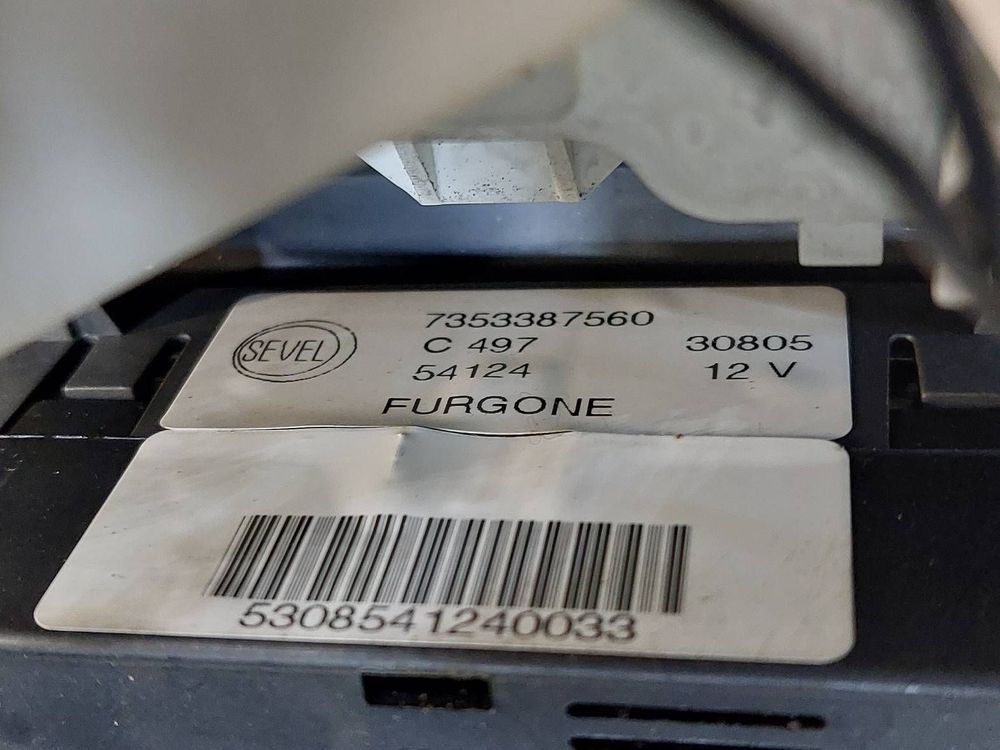 SEVEL
7353387560
C 497 30805
54124 12 V
FURGONE
5308541240033